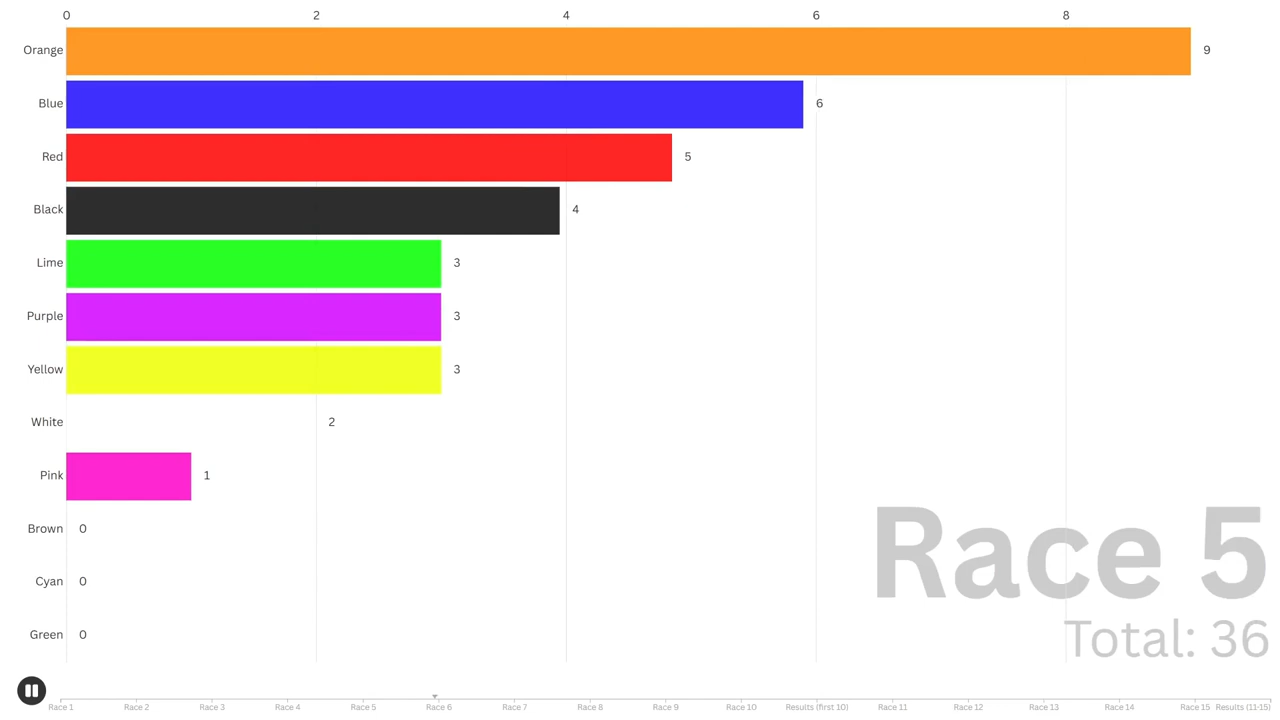 0 2 4 6 8
Orange 9
Blue 6
Red 5
Black 4
Lime 3
Purple 3
Yellow 3
White 2
Pink 1
Brown 0
Cyan 0
Green 0
Race 5
Total: 36
Race 1 Race 2 Race 3 Race 4 Race 5 Race 6 Race 7 Race 8 Race 9 Race 10 Results (first 10) Race 11 Race 12 Race 13 Race 14 Race 15 Results (11-15)